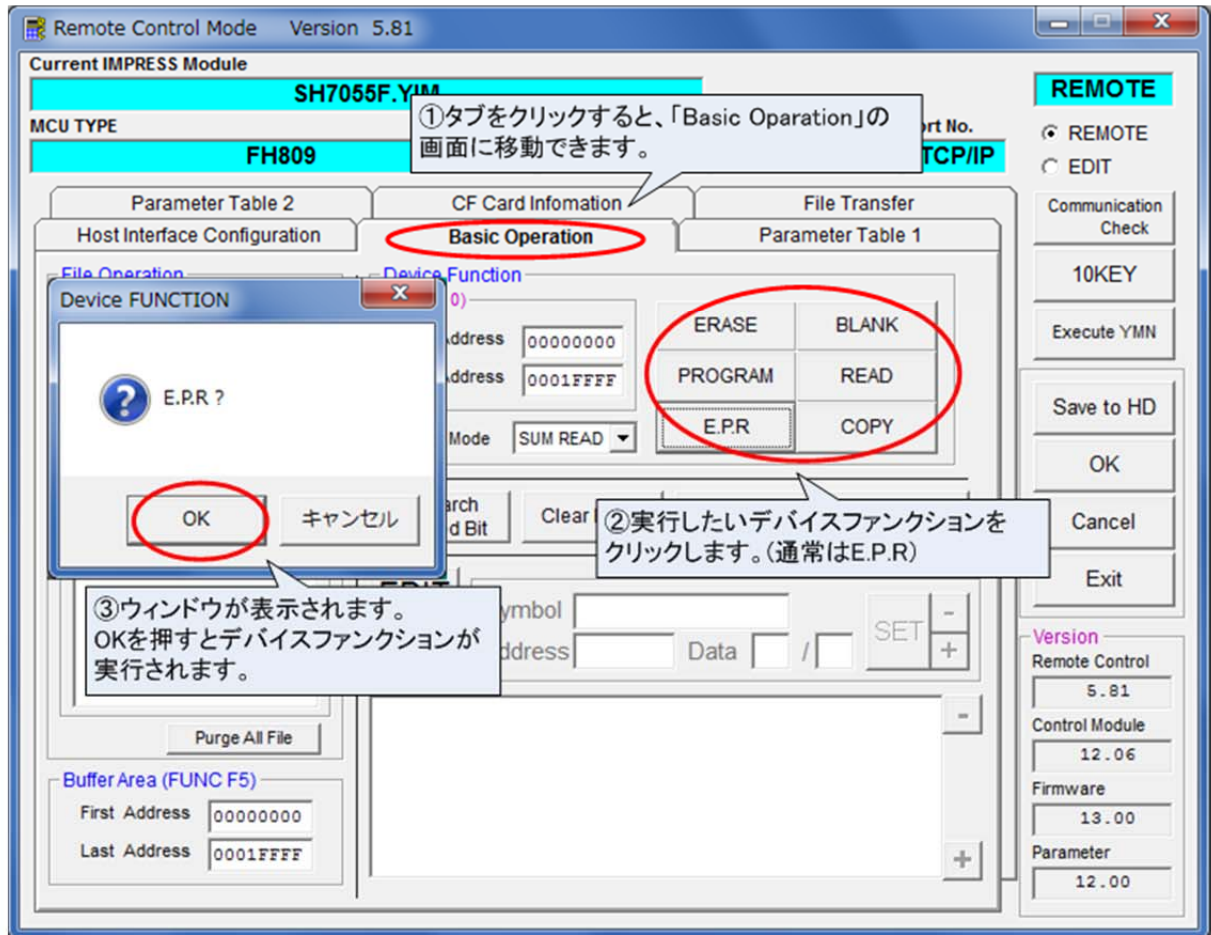 Remote Control Mode Version 5.81
Current IMPRESS Module
SH7055F.YIM
MCU TYPE
FH809
rt No.
TCP/IP
①タブをクリックすると、「Basic Oparation」の
画面に移動できます。
REMOTE
REMOTE
EDIT
Parameter Table 2
CF Card Infomation
File Transfer
Host Interface Configuration
Basic Operation
Parameter Table 1
Communication
Check
10KEY
Execute YMN
Save to HD
OK
Cancel
Exit
File Operation
Device Function
0)
ddress 00000000
ddress 0001FFFF
Mode SUM READ
ERASE
BLANK
PROGRAM
READ
E.P.R
COPY
Device FUNCTION
E.P.R ?
OK
キャンセル
arch
d Bit
Clear
②実行したいデバイスファンクションを
クリックします。(通常はE.P.R)
③ウィンドウが表示されます。
OKを押すとデバイスファンクションが
実行されます。
EDIT
ymbol
ddress
Data
/
SET
-
+
Purge All File
-
+
Buffer Area (FUNC F5)
First Address 00000000
Last Address 0001FFFF
Version
Remote Control
5.81
Control Module
12.06
Firmware
13.00
Parameter
12.00